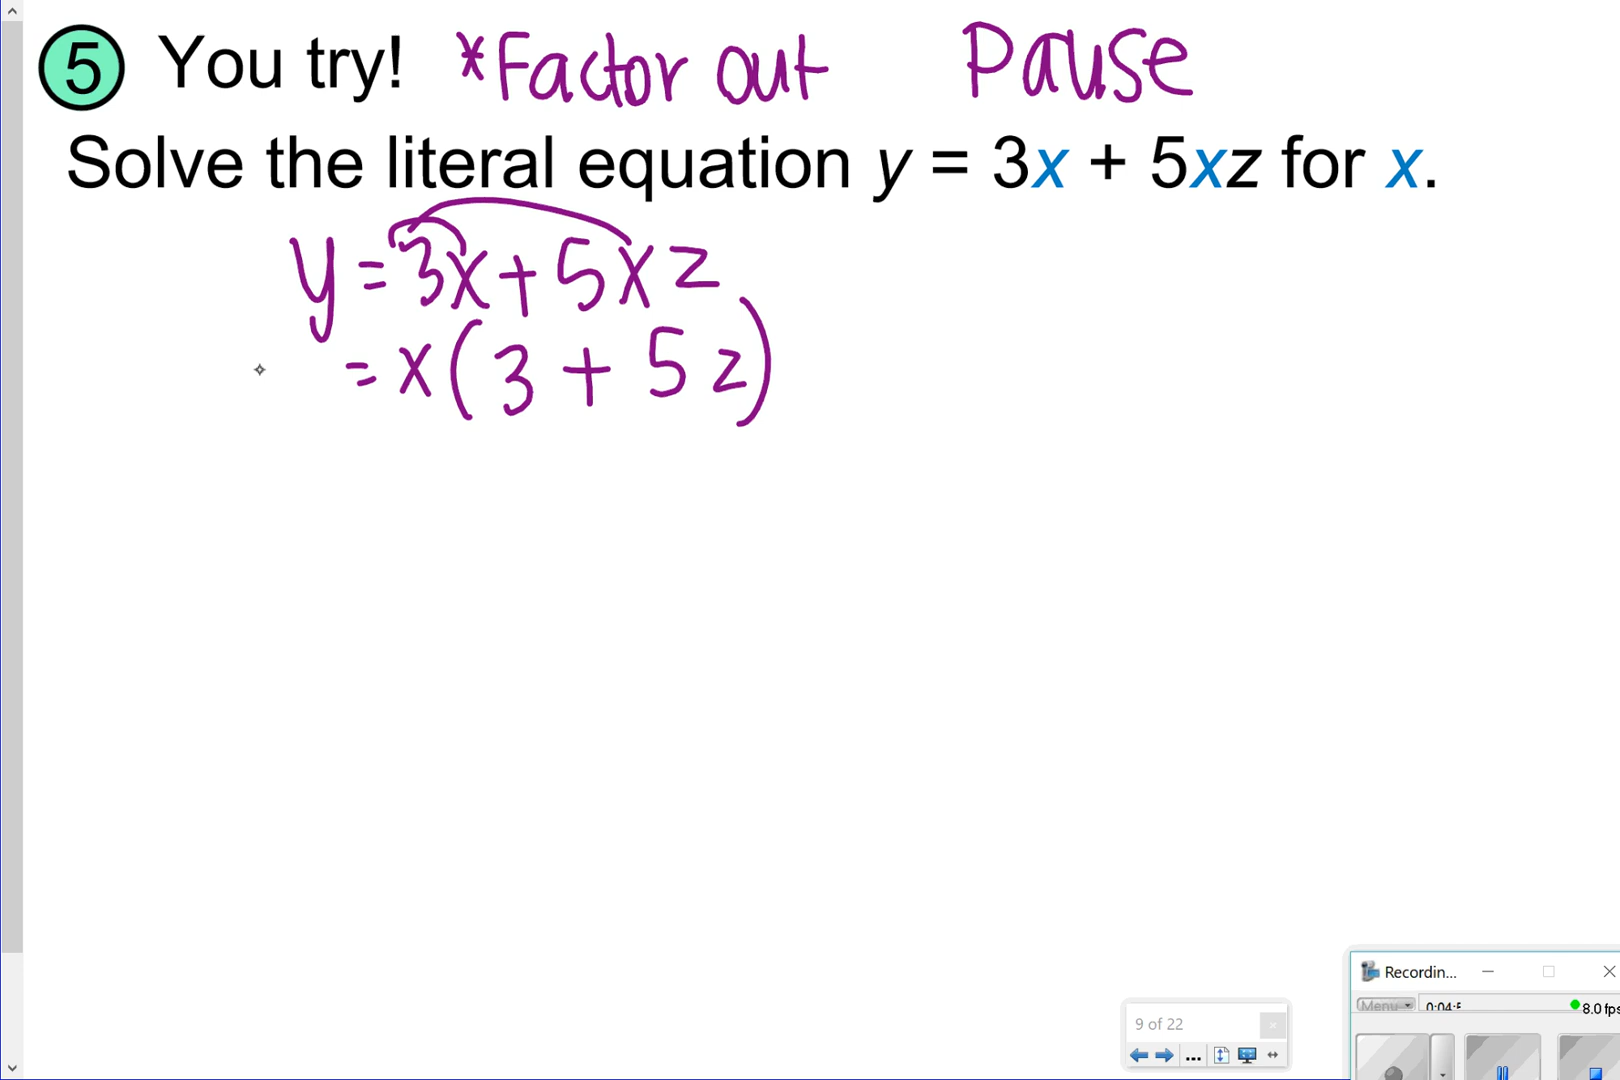 5 You try! *Factor out Pause
Solve the literal equation y = 3x + 5xz for x.
y = 3x + 5xz
= x(3 + 5z)
Recordin...
Menu
8.0 fps
9 of 22
...